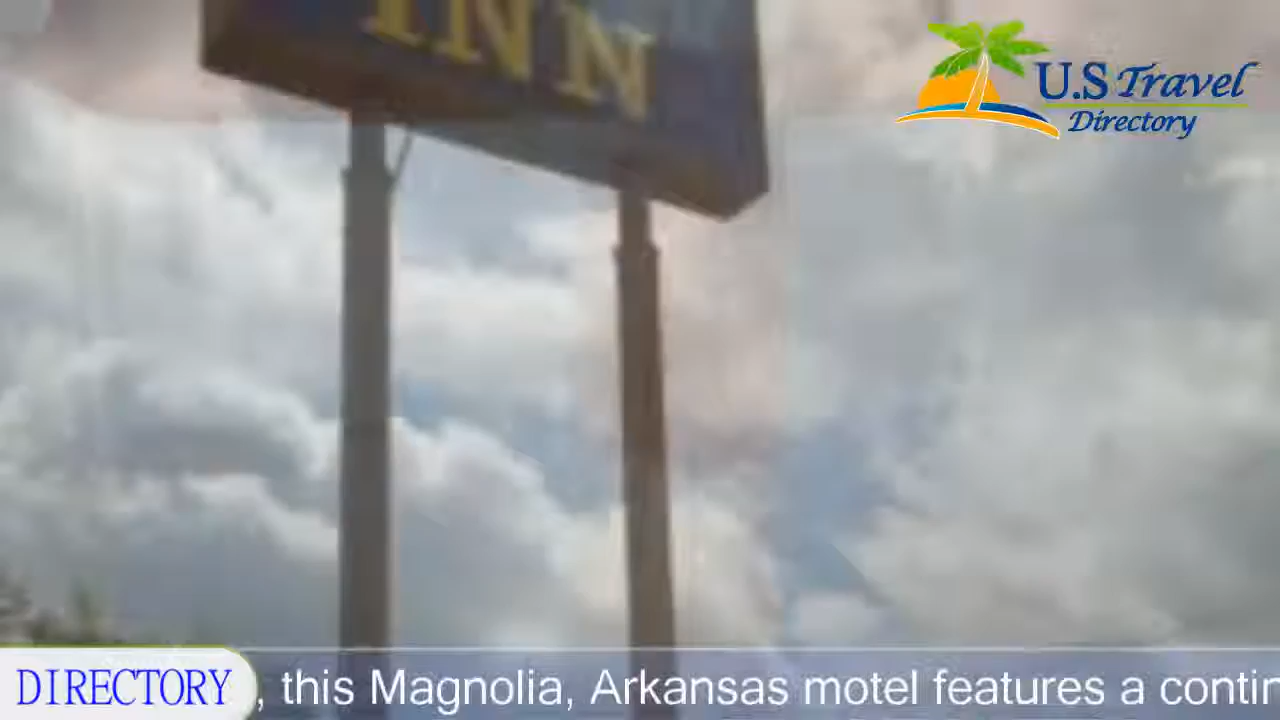 INN
U.S Travel
Directory
DIRECTORY
, this Magnolia, Arkansas motel features a contin